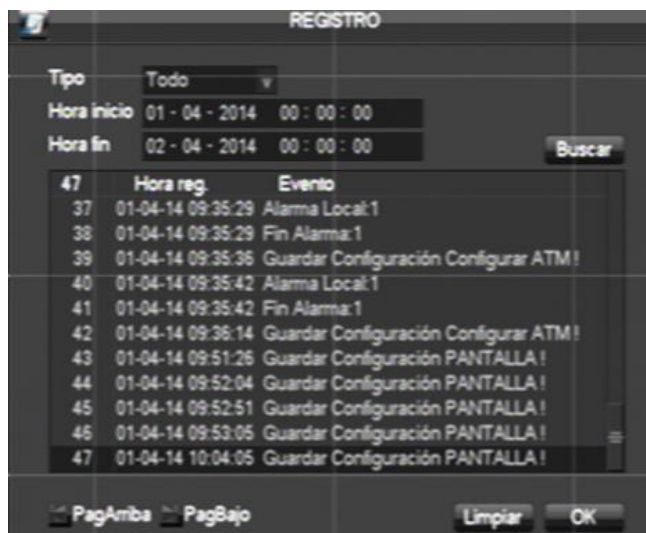 REGISTRO
Tipo Todo
Hora inicio 01 - 04 - 2014 00 : 00 : 00
Hora fin 02 - 04 - 2014 00 : 00 : 00
Buscar
47 Hora reg. Evento
37 01-04-14 09:35:29 Alarma Local:1
38 01-04-14 09:35:29 Fin Alarma:1
39 01-04-14 09:35:36 Guardar Configuración Configurar ATM !
40 01-04-14 09:35:42 Alarma Local:1
41 01-04-14 09:35:42 Fin Alarma:1
42 01-04-14 09:36:14 Guardar Configuración Configurar ATM !
43 01-04-14 09:51:26 Guardar Configuración PANTALLA !
44 01-04-14 09:52:04 Guardar Configuración PANTALLA !
45 01-04-14 09:52:51 Guardar Configuración PANTALLA !
46 01-04-14 09:53:05 Guardar Configuración PANTALLA !
47 01-04-14 10:04:05 Guardar Configuración PANTALLA !
PagArriba PagBajo Limpiar OK